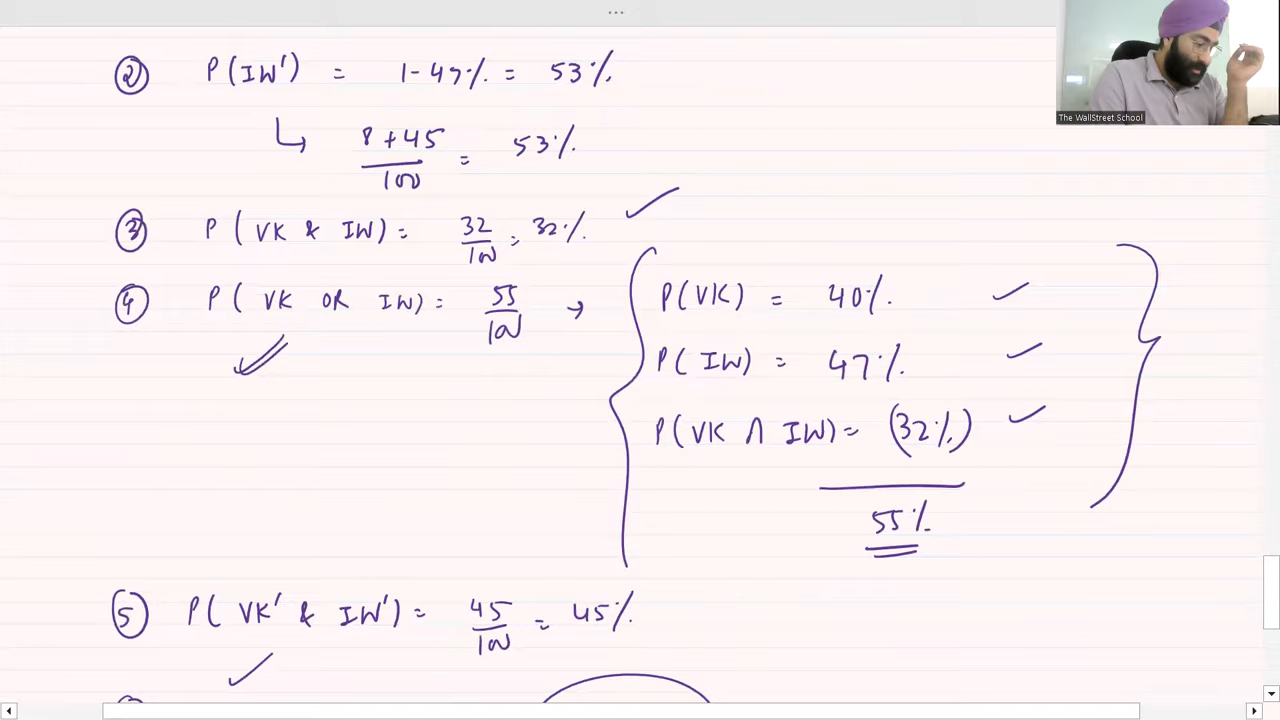 ...
② P(IW') = 1-47% = 53%
The WallStreet School
↳ 8+45/100 = 53%
③ P(VK & IW) = 32/100 = 32% ✓
④ P(VK OR IW) = 55/100 →
P(VK) = 40% ✓
P(IW) = 47% ✓
P(VK ∩ IW) = (32%) ✓
55%
⑤ P(VK' & IW') = 45/100 = 45%